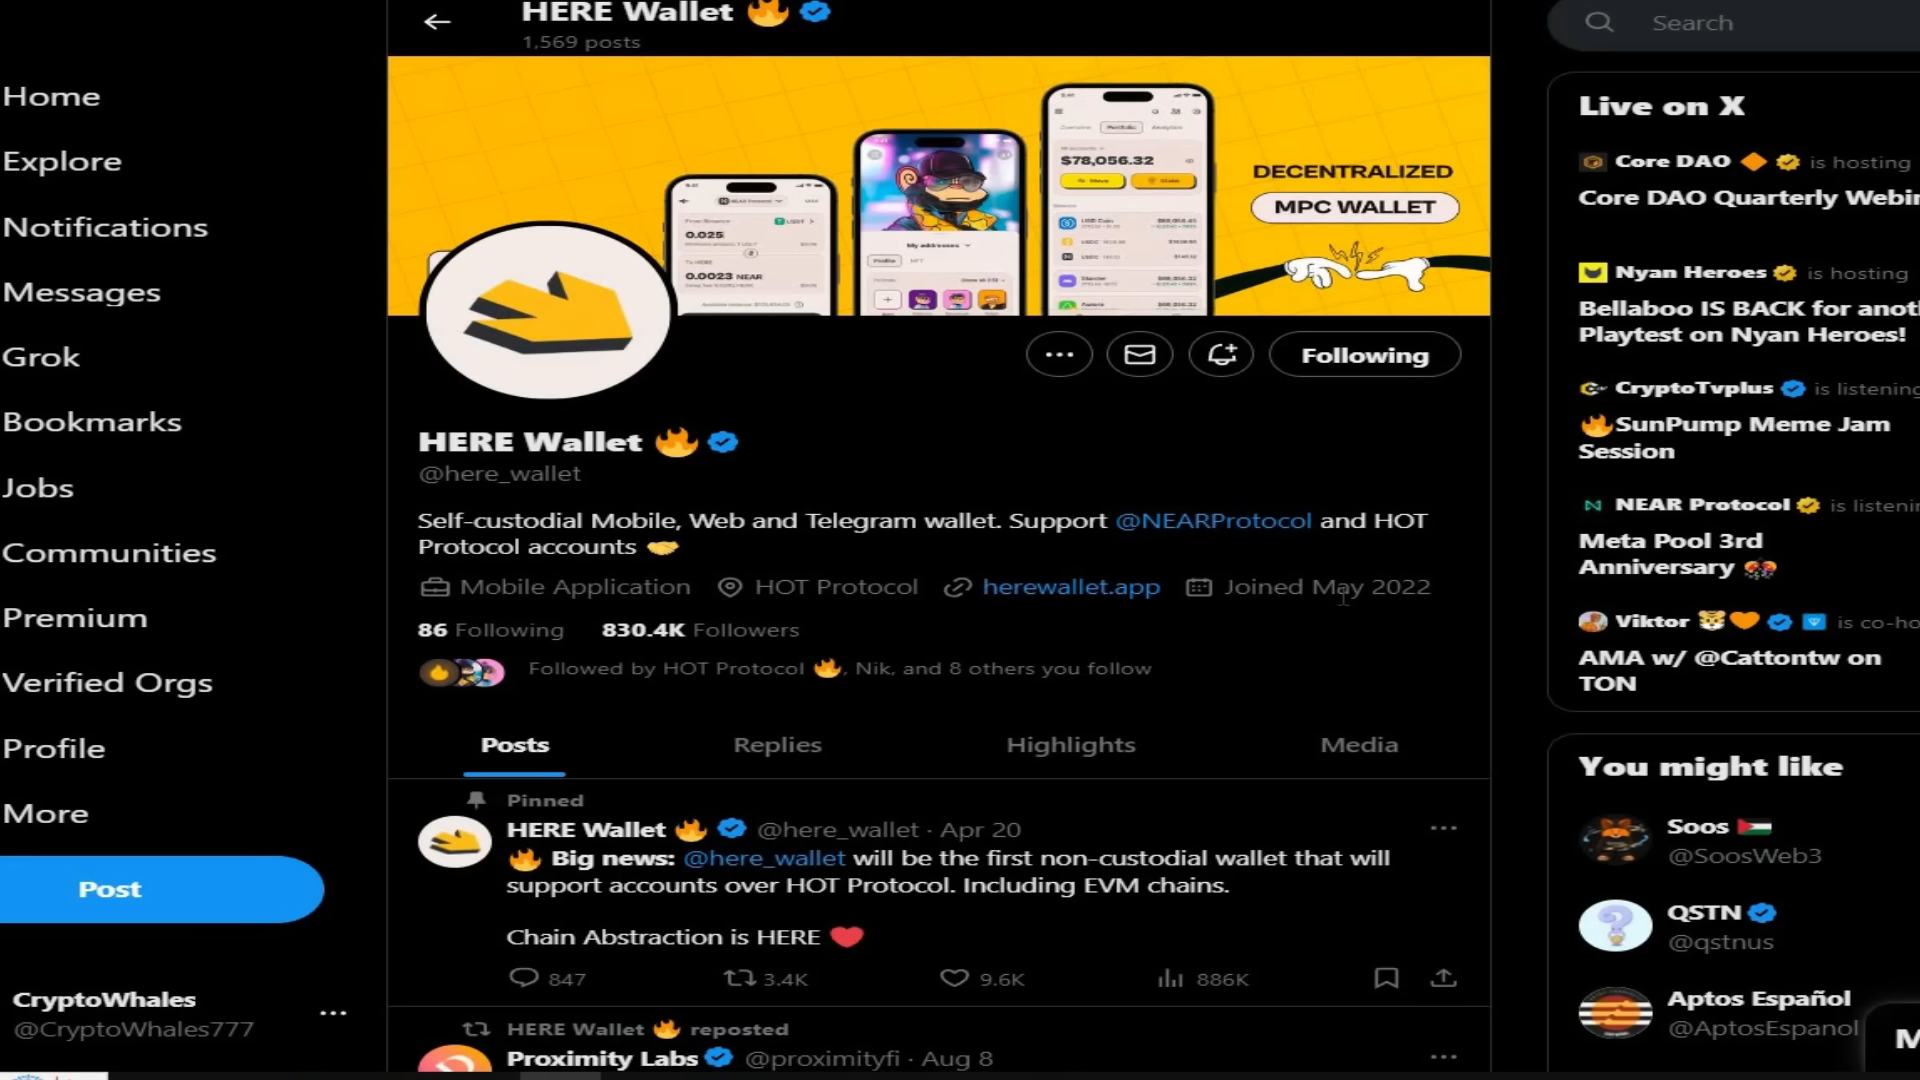 HERE Wallet 🔥
1,569 posts
Search
Home
Explore
Notifications
Messages
Grok
Bookmarks
Jobs
Communities
Premium
Verified Orgs
Profile
More
Post
CryptoWhales
@CryptoWhales777
0.025
0.0023 NEAR
My addresses
Portfolio
$78,056.32
DECENTRALIZED
MPC WALLET
Following
HERE Wallet 🔥
@here_wallet
Self-custodial Mobile, Web and Telegram wallet. Support @NEARProtocol and HOT
Protocol accounts 🤝
Mobile Application HOT Protocol herewallet.app Joined May 2022
86 Following 830.4K Followers
Followed by HOT Protocol 🔥, Nik, and 8 others you follow
Posts Replies Highlights Media
Pinned
HERE Wallet 🔥 @here_wallet · Apr 20
🔥 Big news: @here_wallet will be the first non-custodial wallet that will
support accounts over HOT Protocol. Including EVM chains.
Chain Abstraction is HERE ❤️
847 3.4K 9.6K 886K
HERE Wallet 🔥 reposted
Proximity Labs @proximityfi · Aug 8
Live on X
Core DAO 🔶 is hosting
Core DAO Quarterly Webin
Nyan Heroes is hosting
Bellaboo IS BACK for anot
Playtest on Nyan Heroes!
CryptoTvplus is listening
🔥SunPump Meme Jam
Session
NEAR Protocol is listenin
Meta Pool 3rd
Anniversary 🪅
Viktor 🐯🧡 is co-ho
AMA w/ @Cattontw on
TON
You might like
Soos 🇵🇸
@SoosWeb3
QSTN
@qstnus
Aptos Español
@AptosEspanol
M